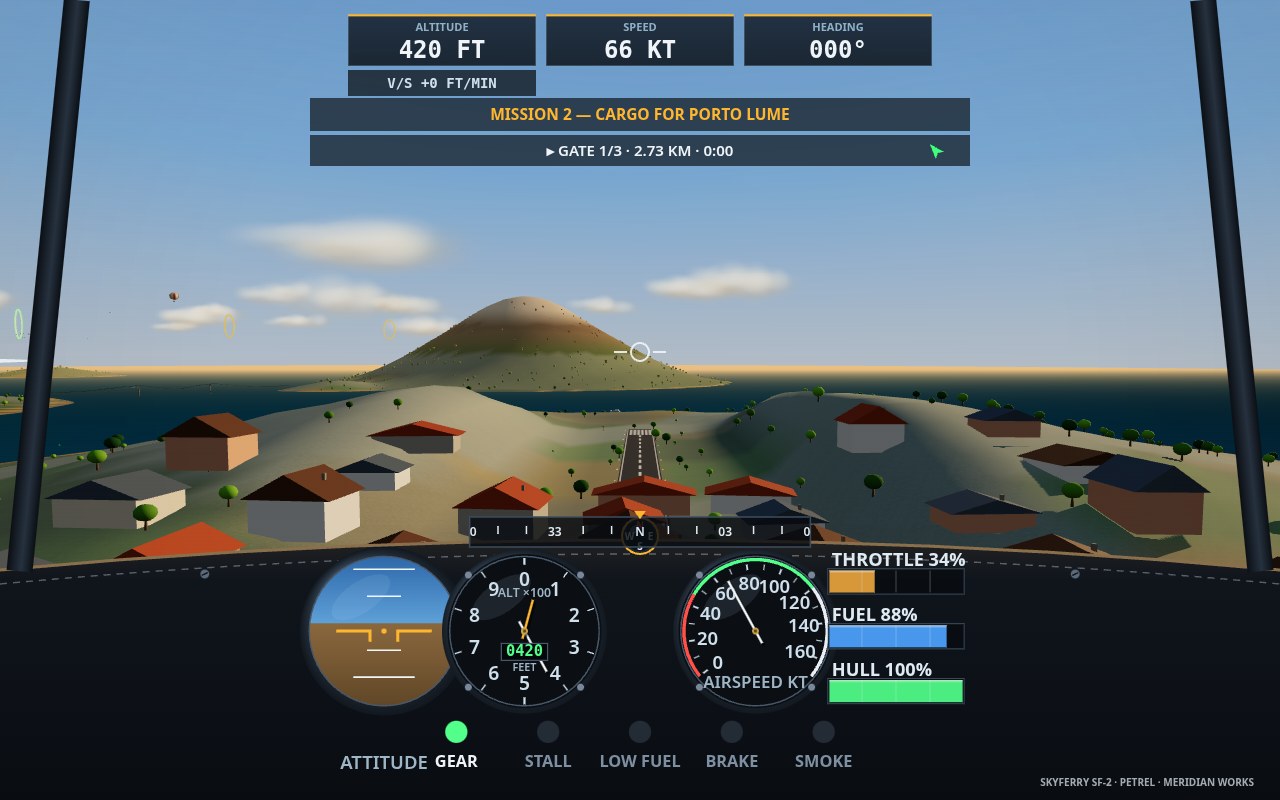 ALTITUDE
420 FT
SPEED
66 KT
HEADING
000°
V/S +0 FT/MIN
MISSION 2 — CARGO FOR PORTO LUME
▸ GATE 1/3 · 2.73 KM · 0:00
0 33 N 03 0
W E
S
9 0 1
ALT ×100
8 2
7 3
0420
FEET
6 5 4
60 80 100
40 120
20 140
0 160
AIRSPEED KT
THROTTLE 34%
FUEL 88%
HULL 100%
ATTITUDE
GEAR
STALL
LOW FUEL
BRAKE
SMOKE
SKYFERRY SF-2 · PETREL · MERIDIAN WORKS